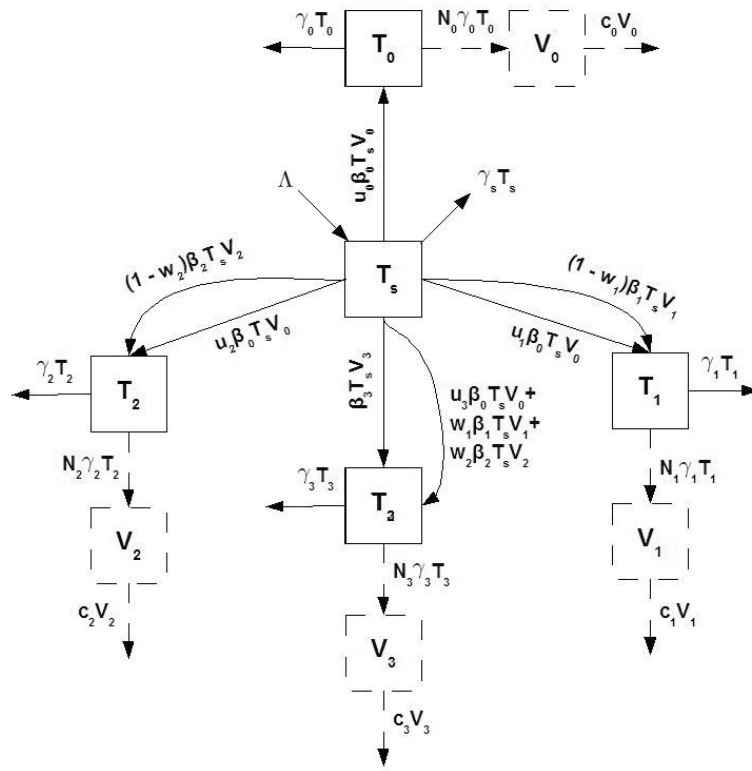 γ₀T₀
T₀
N₀γ₀T₀
V₀
c₀V₀
u₀β₀TₛV₀
Λ
γₛTₛ
Tₛ
(1 - w₂)β₂TₛV₂
u₂β₀TₛV₀
(1 - w₁)β₁TₛV₁
u₁β₀TₛV₀
γ₂T₂
T₂
β₃TₛV₃
u₃β₀TₛV₀+
w₁β₁TₛV₁+
w₂β₂TₛV₂
T₁
γ₁T₁
N₂γ₂T₂
γ₃T₃
T₃
N₁γ₁T₁
V₂
N₃γ₃T₃
V₁
c₂V₂
V₃
c₁V₁
c₃V₃